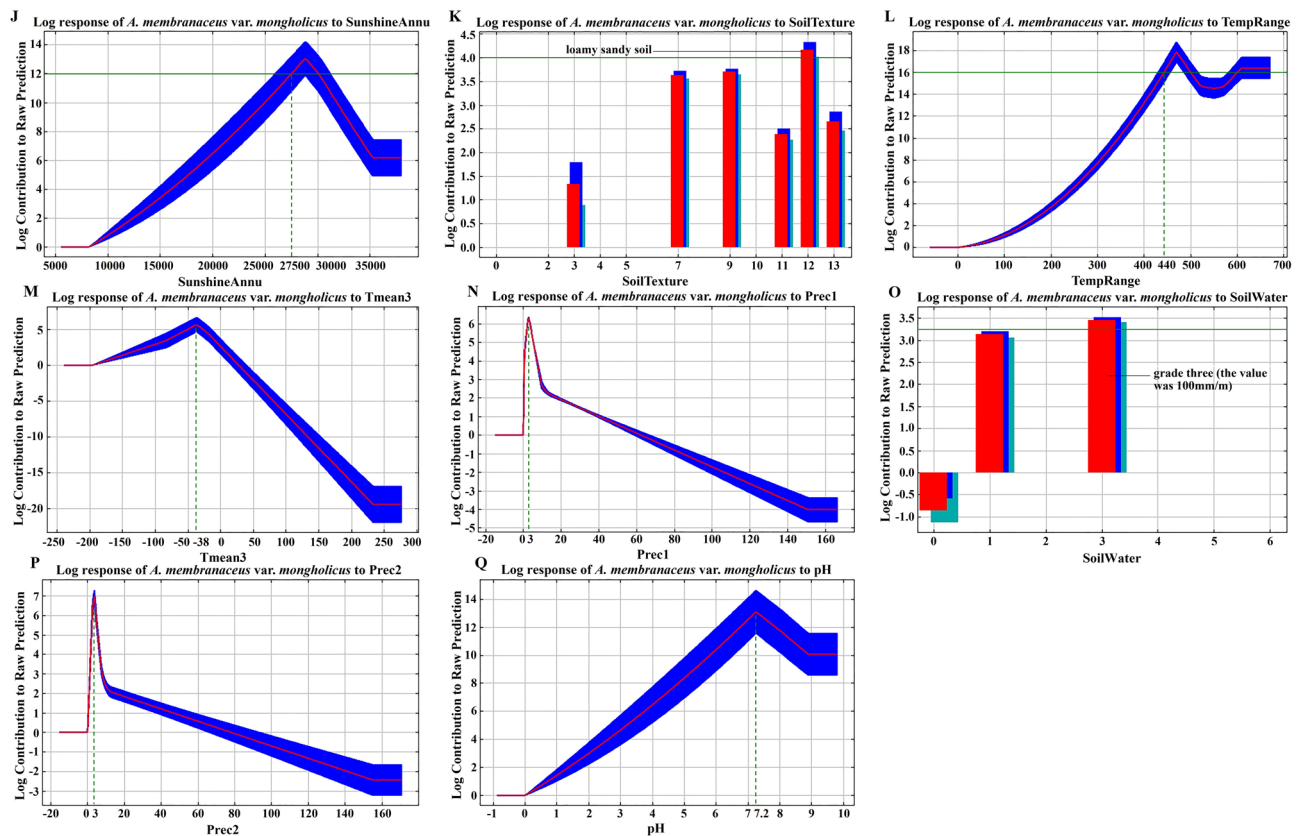 J
Log response of A. membranaceus var. mongholicus to SunshineAnnu
Log Contribution to Raw Prediction
14
12
10
8
6
4
2
0
5000 10000 15000 20000 25000 27500 30000 35000
SunshineAnnu
K
Log response of A. membranaceus var. mongholicus to SoilTexture
Log Contribution to Raw Prediction
4.5
4.0
3.5
3.0
2.5
2.0
1.5
1.0
0.5
0.0
loamy sandy soil
0 2 3 4 5 7 9 10 11 12 13
SoilTexture
L
Log response of A. membranaceus var. mongholicus to TempRange
Log Contribution to Raw Prediction
18
16
14
12
10
8
6
4
2
0
0 100 200 300 400 440 500 600 700
TempRange
M
Log response of A. membranaceus var. mongholicus to Tmean3
Log Contribution to Raw Prediction
5
0
-5
-10
-15
-20
-250 -200 -150 -100 -50 -38 0 50 100 150 200 250 300
Tmean3
N
Log response of A. membranaceus var. mongholicus to Prec1
Log Contribution to Raw Prediction
6
5
4
3
2
1
0
-1
-2
-3
-4
-5
-20 0 3 20 40 60 80 100 120 140 160
Prec1
O
Log response of A. membranaceus var. mongholicus to SoilWater
Log Contribution to Raw Prediction
3.5
3.0
2.5
2.0
1.5
1.0
0.5
0.0
-0.5
-1.0
grade three (the value
was 100mm/m)
0 1 2 3 4 5 6
SoilWater
P
Log response of A. membranaceus var. mongholicus to Prec2
Log Contribution to Raw Prediction
7
6
5
4
3
2
1
0
-1
-2
-3
-20 0 3 20 40 60 80 100 120 140 160
Prec2
Q
Log response of A. membranaceus var. mongholicus to pH
Log Contribution to Raw Prediction
14
12
10
8
6
4
2
0
-1 0 1 2 3 4 5 6 7 7.2 8 9 10
pH